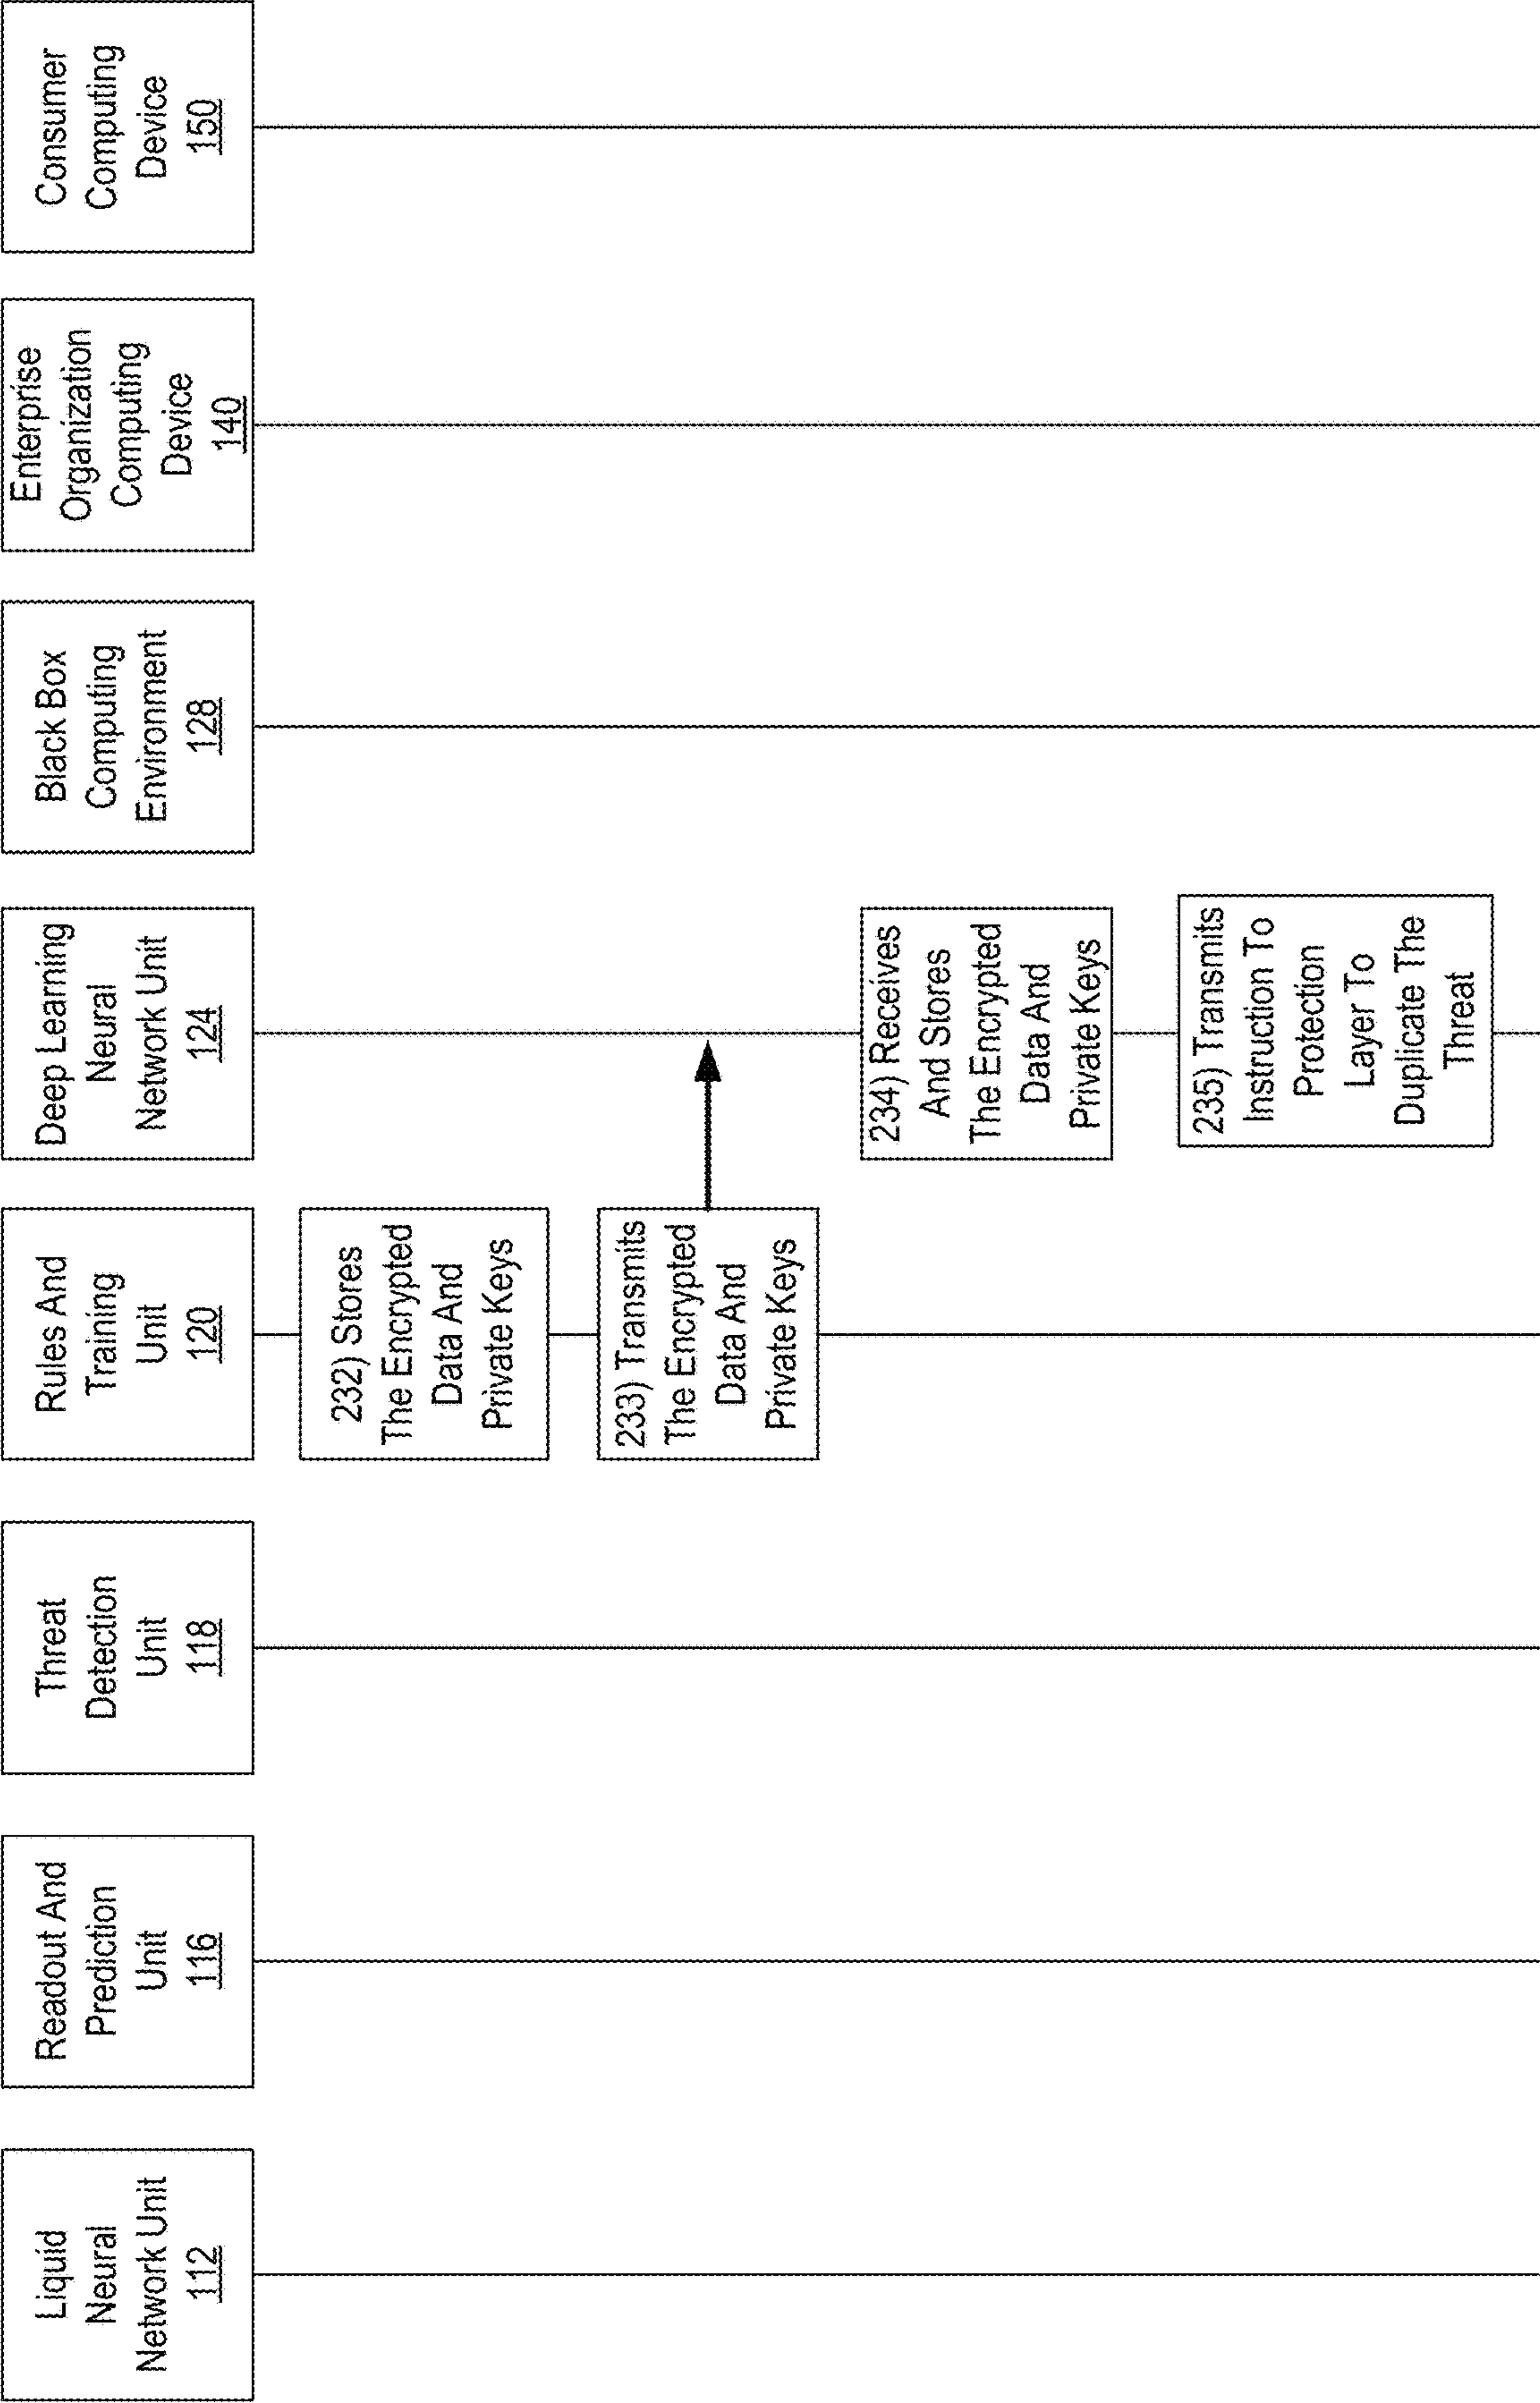 Liquid
Neural
Network Unit
112
Readout And
Prediction
Unit
116
Threat
Detection
Unit
118
Rules And
Training
Unit
120
Deep Learning
Neural
Network Unit
124
Black Box
Computing
Environment
128
Enterprise
Organization
Computing
Device
140
Consumer
Computing
Device
150
232) Stores
The Encrypted
Data And
Private Keys
233) Transmits
The Encrypted
Data And
Private Keys
234) Receives
And Stores
The Encrypted
Data And
Private Keys
235) Transmits
Instruction To
Protection
Layer To
Duplicate The
Threat